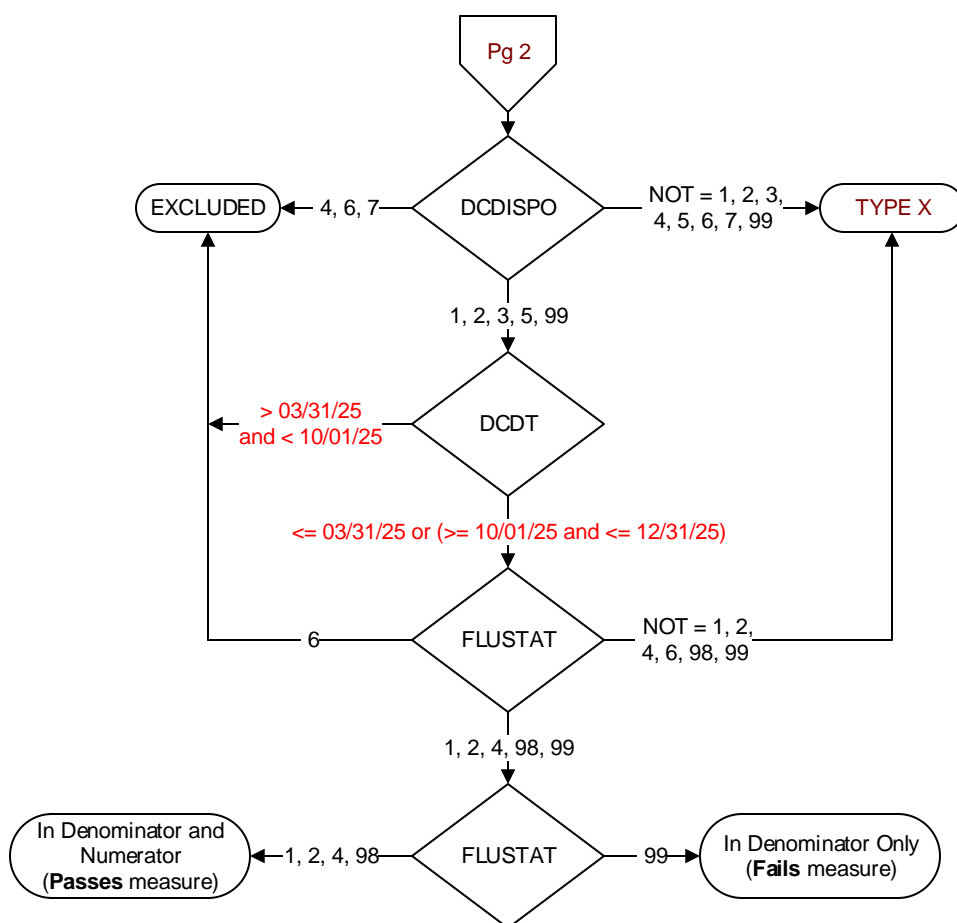 Pg 2
EXCLUDED
4, 6, 7
DCDISPO
NOT = 1, 2, 3,
4, 5, 6, 7, 99
TYPE X
1, 2, 3, 5, 99
> 03/31/25
and < 10/01/25
DCDT
<= 03/31/25 or (>= 10/01/25 and <= 12/31/25)
6
FLUSTAT
NOT = 1, 2,
4, 6, 98, 99
1, 2, 4, 98, 99
In Denominator and
Numerator
(Passes measure)
1, 2, 4, 98
FLUSTAT
99
In Denominator Only
(Fails measure)